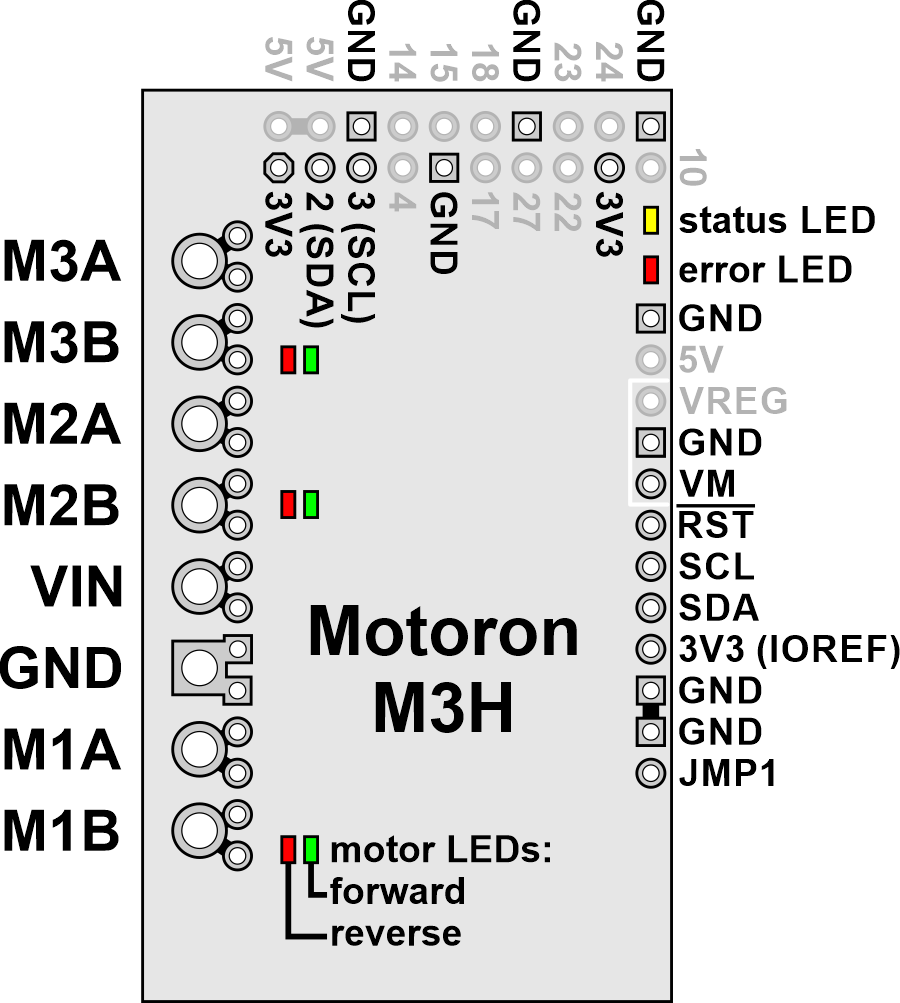 5V
5V
GND
14
15
18
GND
23
24
GND
3V3
2 (SDA)
3 (SCL)
4
GND
17
27
22
3V3
10
status LED
error LED
M3A
M3B
M2A
M2B
VIN
GND
M1A
M1B
GND
5V
VREG
GND
VM
RST
SCL
SDA
3V3 (IOREF)
GND
GND
JMP1
Motoron
M3H
motor LEDs:
forward
reverse